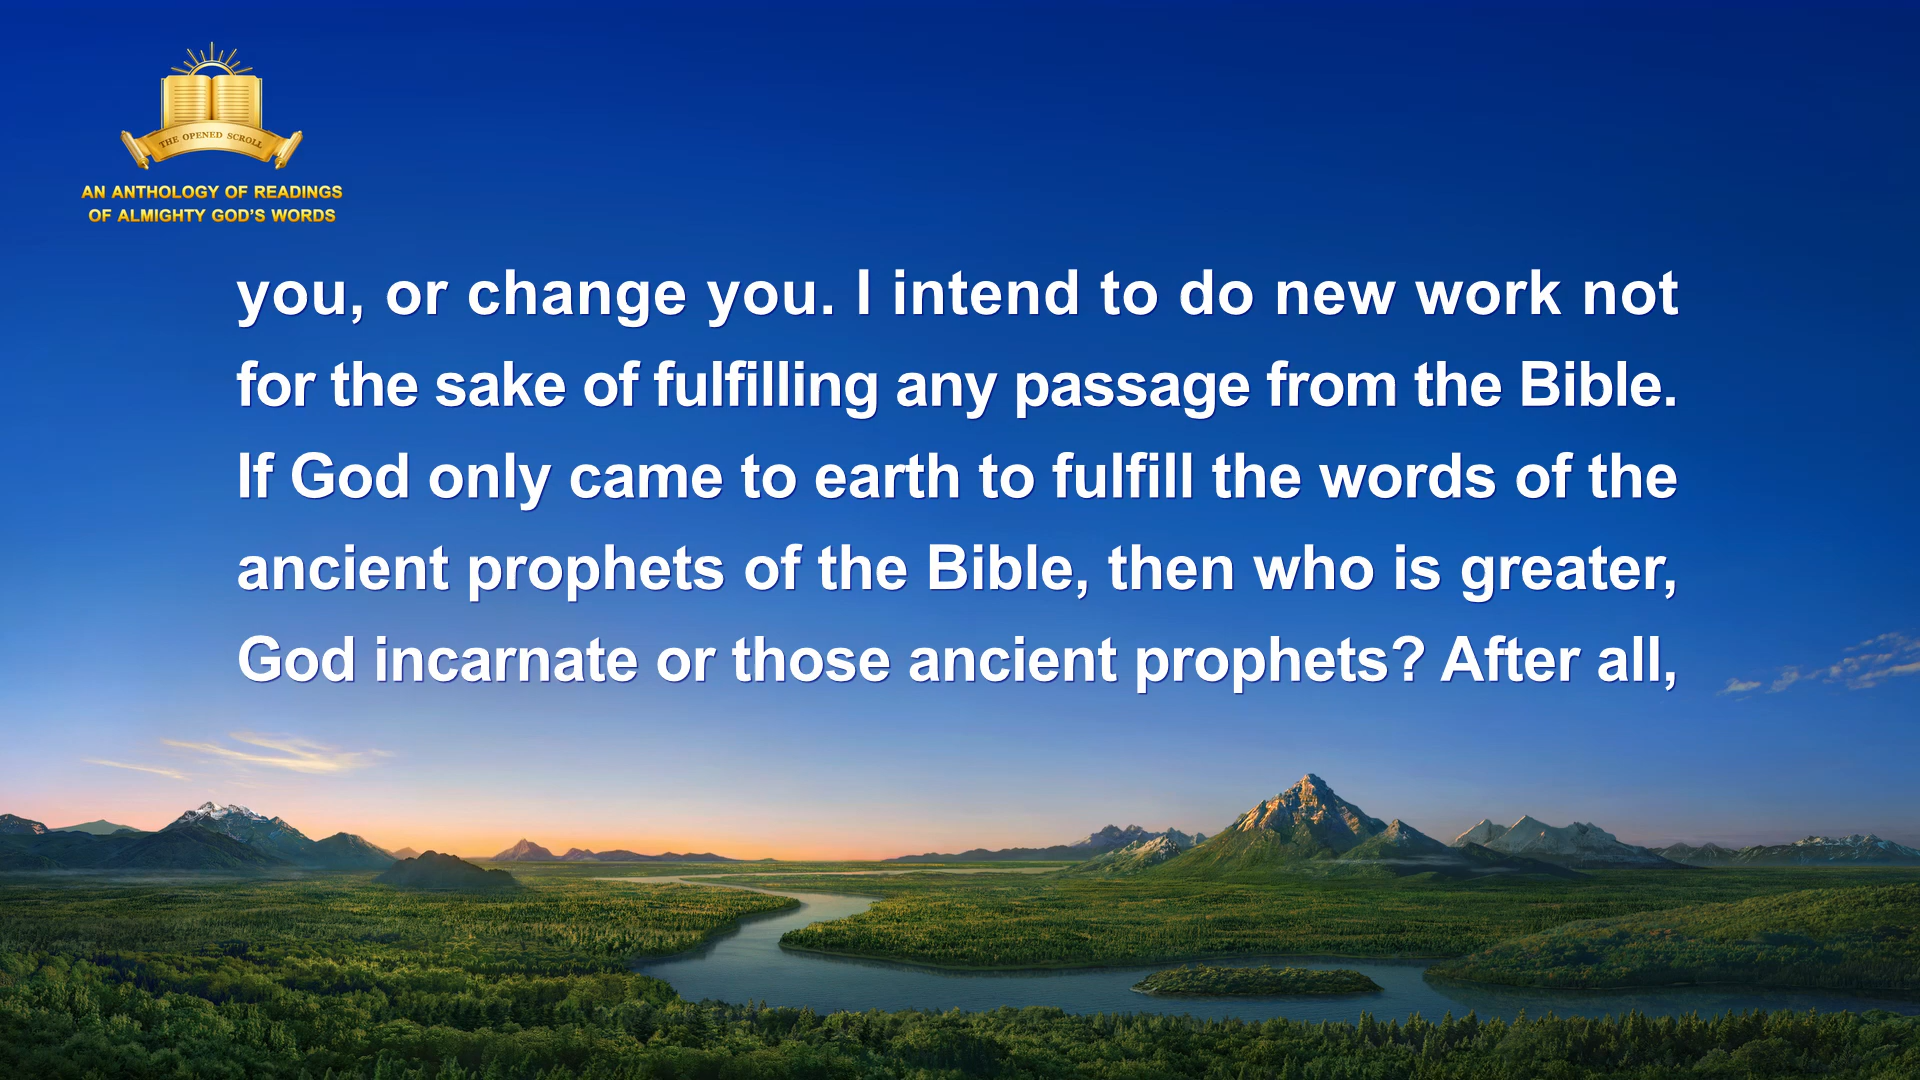 THE OPENED SCROLL
AN ANTHOLOGY OF READINGS
OF ALMIGHTY GOD'S WORDS
you, or change you. I intend to do new work not
for the sake of fulfilling any passage from the Bible.
If God only came to earth to fulfill the words of the
ancient prophets of the Bible, then who is greater,
God incarnate or those ancient prophets? After all,